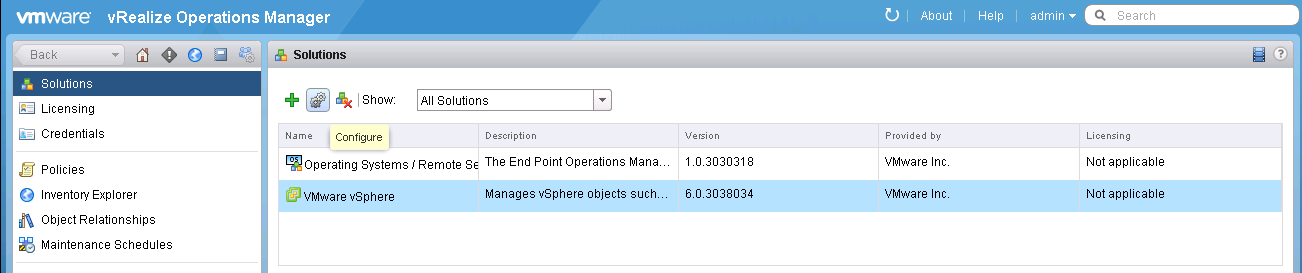 vmware vRealize Operations Manager
About Help admin Search
Back
Solutions
Licensing
Credentials
Policies
Inventory Explorer
Object Relationships
Maintenance Schedules
Solutions
Show: All Solutions
Configure
Name Description Version Provided by Licensing
Operating Systems / Remote Se The End Point Operations Mana... 1.0.3030318 VMware Inc. Not applicable
VMware vSphere Manages vSphere objects such... 6.0.3038034 VMware Inc. Not applicable